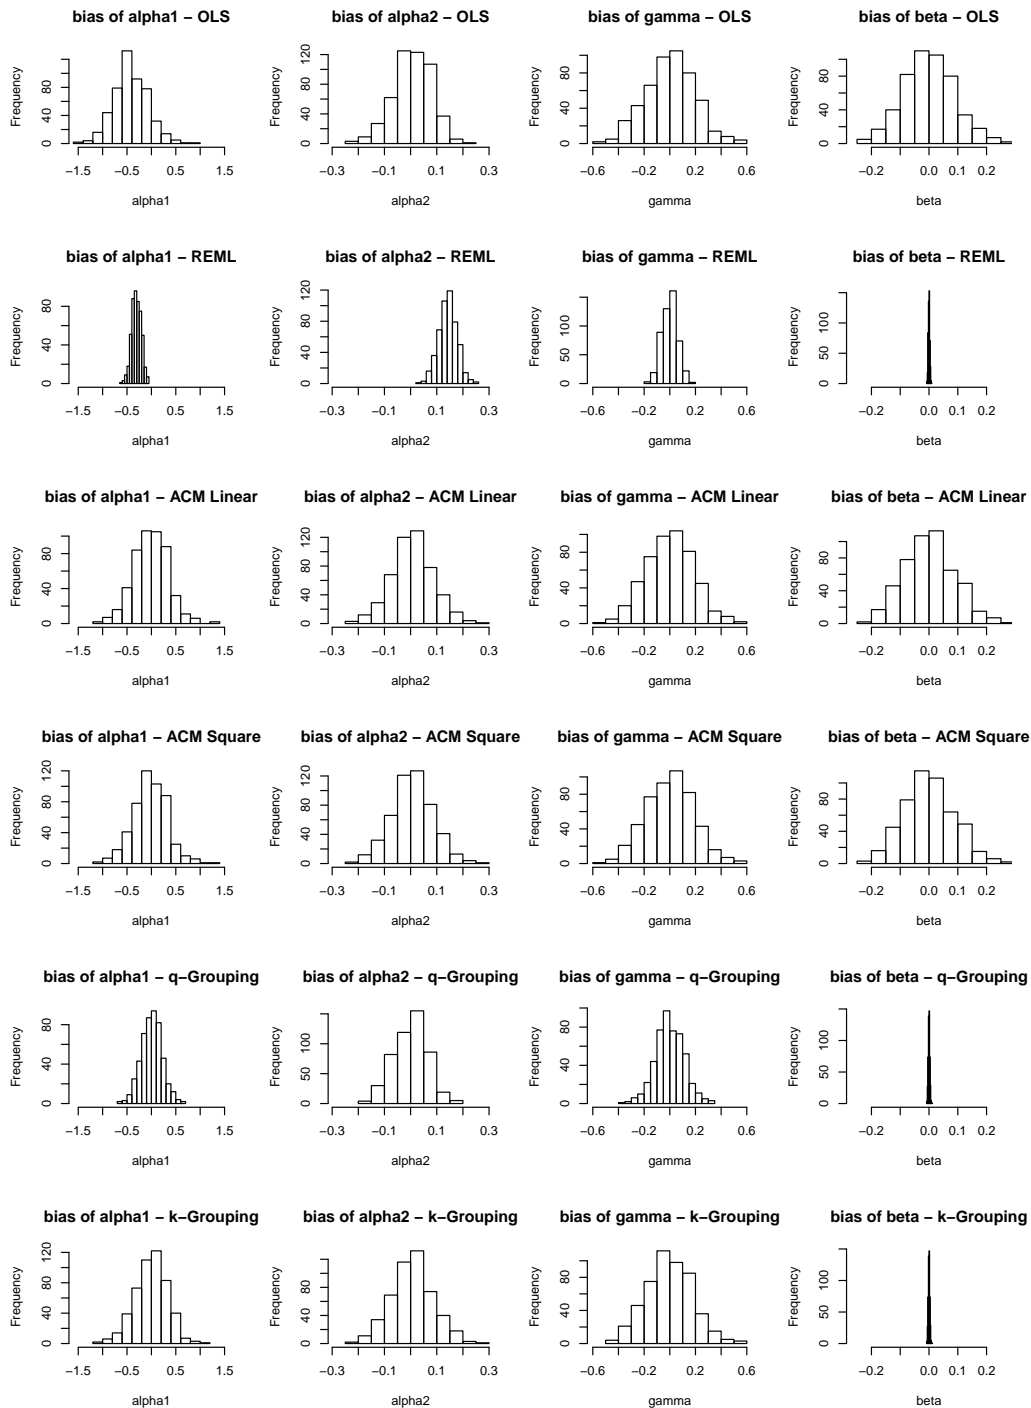 bias of alpha1 − OLS
bias of alpha2 − OLS
bias of gamma − OLS
bias of beta − OLS
Frequency
0 40 80
−1.5 −0.5 0.5 1.5
alpha1
Frequency
0 40 80 120
−0.3 −0.1 0.1 0.3
alpha2
Frequency
0 40 80
−0.6 −0.2 0.2 0.6
gamma
Frequency
0 40 80
−0.2 0.0 0.1 0.2
beta
bias of alpha1 − REML
bias of alpha2 − REML
bias of gamma − REML
bias of beta − REML
Frequency
0 40 80
−1.5 −0.5 0.5 1.5
alpha1
Frequency
0 40 80 120
−0.3 −0.1 0.1 0.3
alpha2
Frequency
0 50 100
−0.6 −0.2 0.2 0.6
gamma
Frequency
0 50 100
−0.2 0.0 0.1 0.2
beta
bias of alpha1 − ACM Linear
bias of alpha2 − ACM Linear
bias of gamma − ACM Linear
bias of beta − ACM Linear
Frequency
0 40 80
−1.5 −0.5 0.5 1.5
alpha1
Frequency
0 40 80 120
−0.3 −0.1 0.1 0.3
alpha2
Frequency
0 40 80
−0.6 −0.2 0.2 0.6
gamma
Frequency
0 40 80
−0.2 0.0 0.1 0.2
beta
bias of alpha1 − ACM Square
bias of alpha2 − ACM Square
bias of gamma − ACM Square
bias of beta − ACM Square
Frequency
0 40 80 120
−1.5 −0.5 0.5 1.5
alpha1
Frequency
0 40 80 120
−0.3 −0.1 0.1 0.3
alpha2
Frequency
0 40 80
−0.6 −0.2 0.2 0.6
gamma
Frequency
0 40 80
−0.2 0.0 0.1 0.2
beta
bias of alpha1 − q−Grouping
bias of alpha2 − q−Grouping
bias of gamma − q−Grouping
bias of beta − q−Grouping
Frequency
0 40 80
−1.5 −0.5 0.5 1.5
alpha1
Frequency
0 50 100
−0.3 −0.1 0.1 0.3
alpha2
Frequency
0 40 80
−0.6 −0.2 0.2 0.6
gamma
Frequency
0 50 100
−0.2 0.0 0.1 0.2
beta
bias of alpha1 − k−Grouping
bias of alpha2 − k−Grouping
bias of gamma − k−Grouping
bias of beta − k−Grouping
Frequency
0 40 80 120
−1.5 −0.5 0.5 1.5
alpha1
Frequency
0 40 80
−0.3 −0.1 0.1 0.3
alpha2
Frequency
0 40 80
−0.6 −0.2 0.2 0.6
gamma
Frequency
0 50 100
−0.2 0.0 0.1 0.2
beta